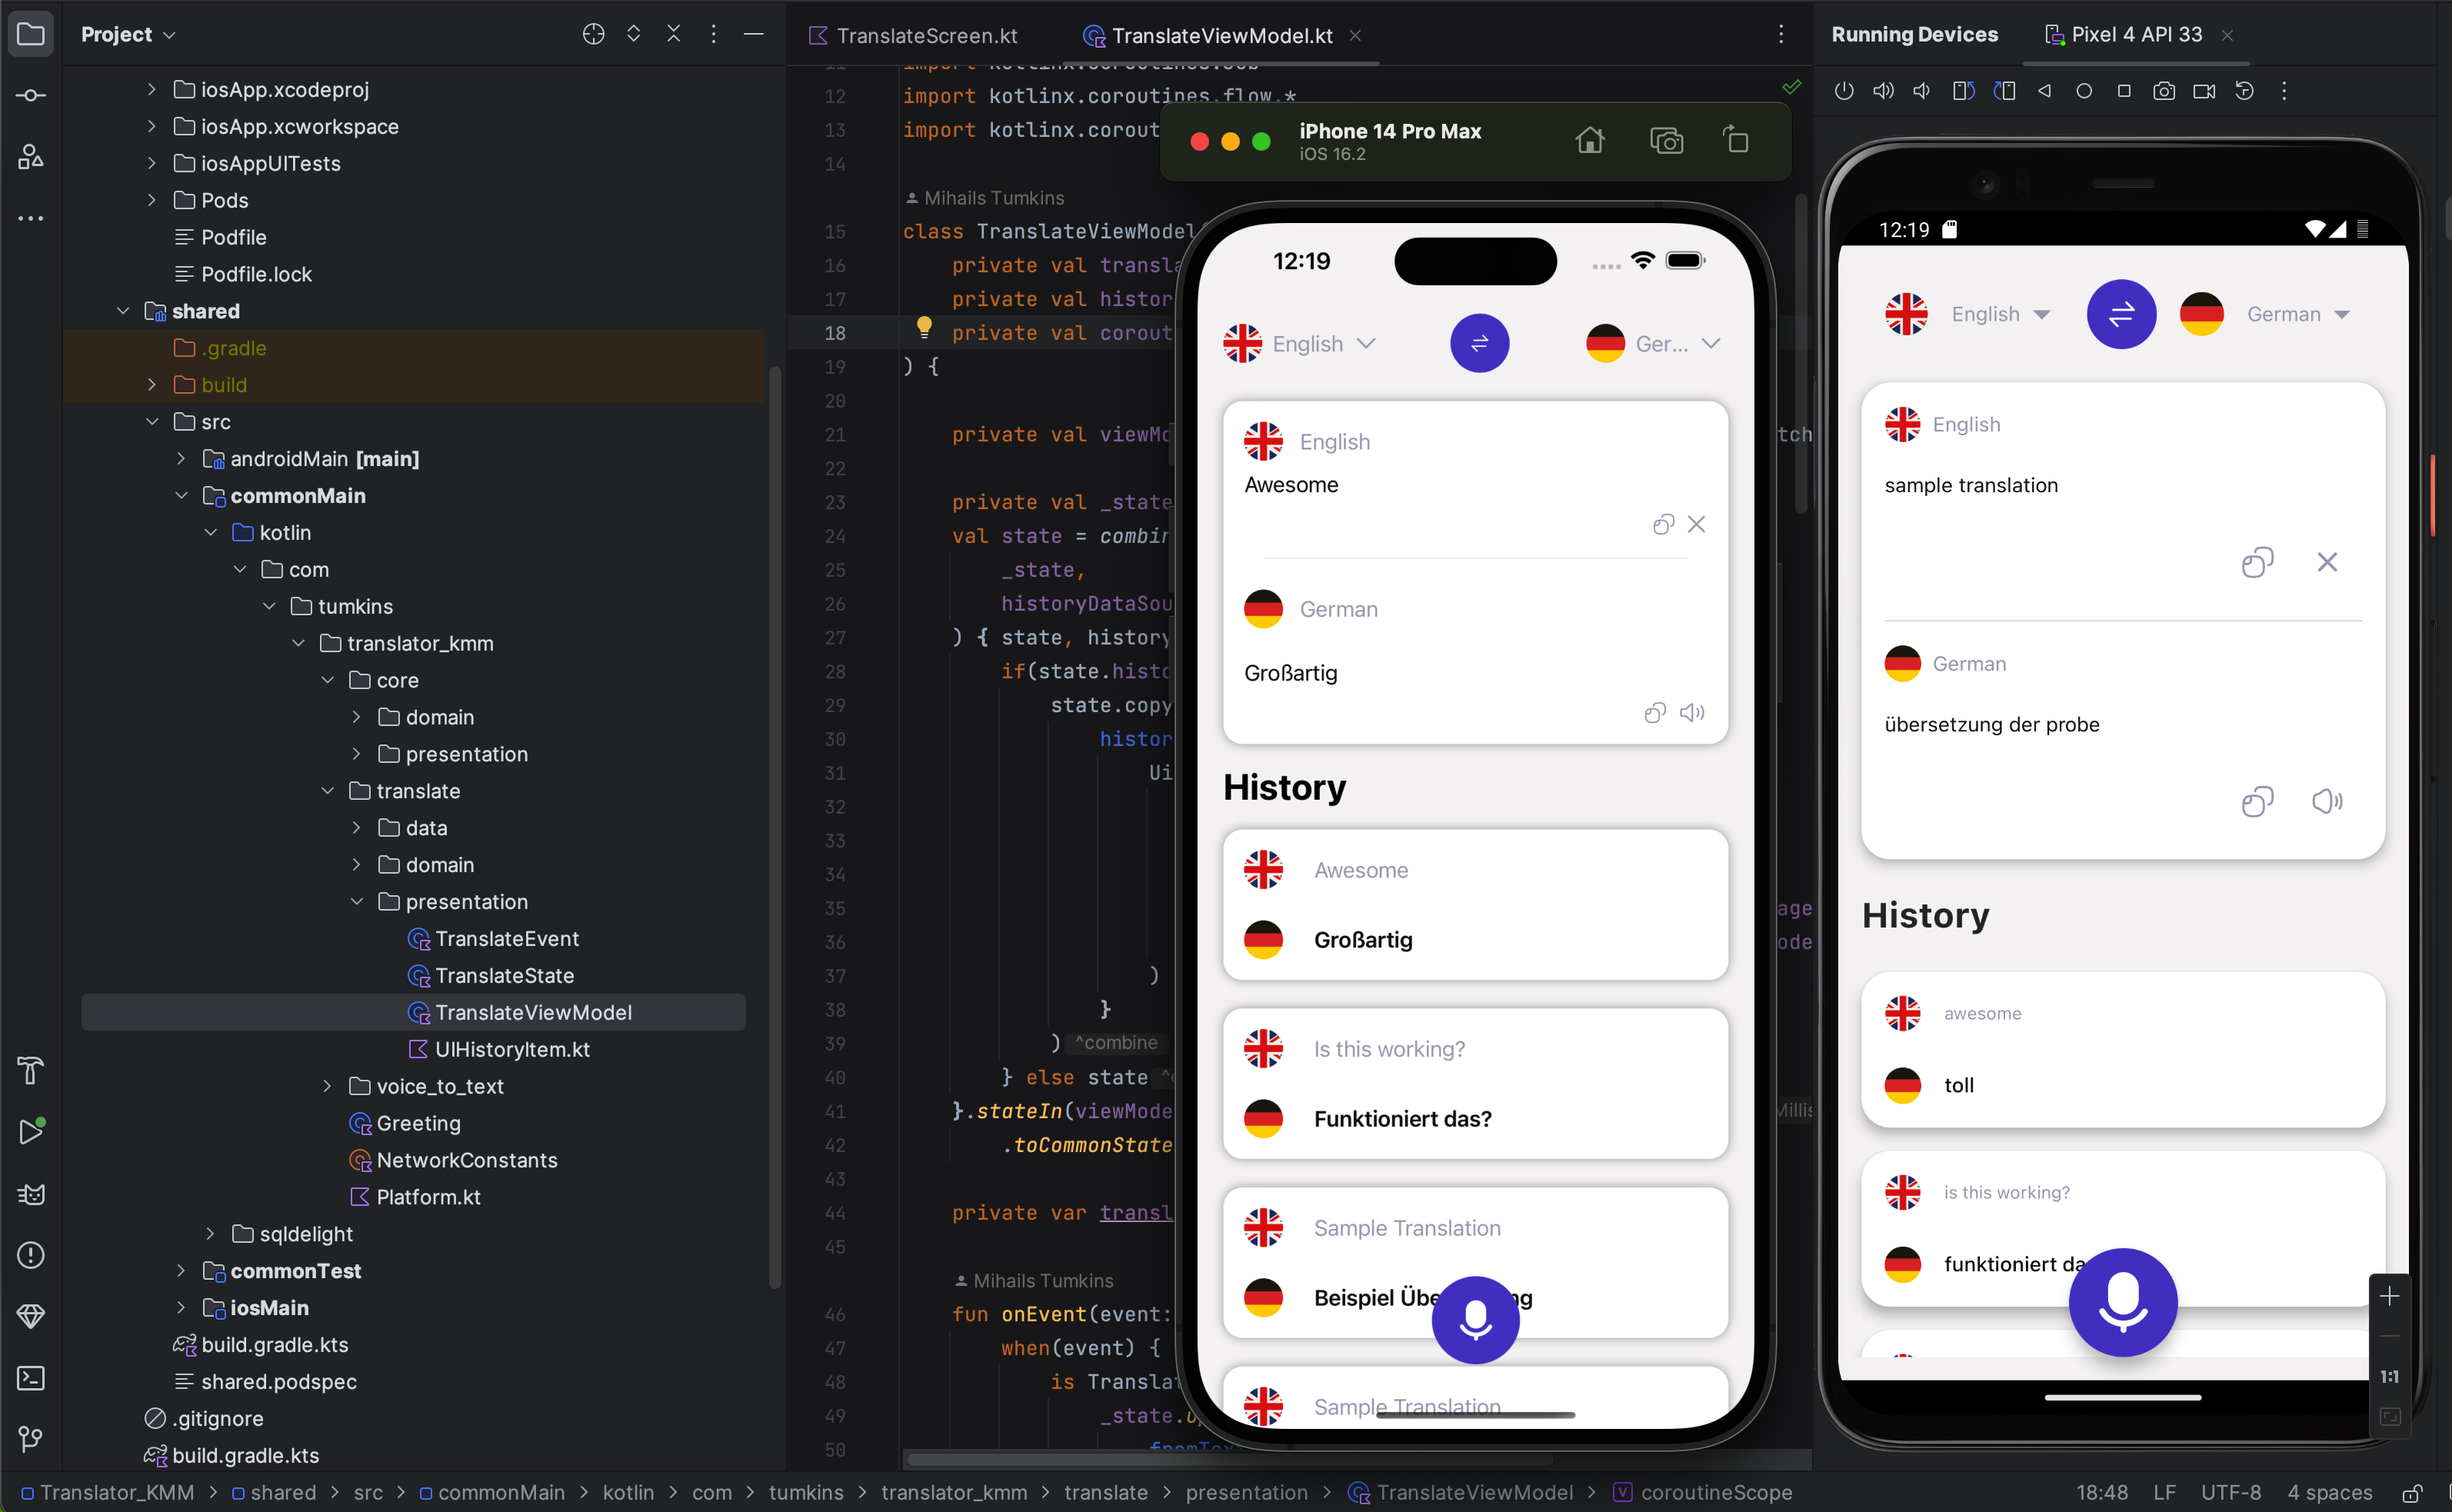 Project
iosApp.xcodeproj
iosApp.xcworkspace
iosAppUITests
Pods
Podfile
Podfile.lock
shared
.gradle
build
src
androidMain [main]
commonMain
kotlin
com
tumkins
translator_kmm
core
domain
presentation
translate
data
domain
presentation
TranslateEvent
TranslateState
TranslateViewModel
UIHistoryItem.kt
voice_to_text
Greeting
NetworkConstants
Platform.kt
sqldelight
commonTest
iosMain
build.gradle.kts
shared.podspec
.gitignore
build.gradle.kts
TranslateScreen.kt
TranslateViewModel.kt
12 import kotlinx.coroutines.flow.*
13 import kotlinx.corout
14
Mihails Tumkins
15 class TranslateViewModel
16 private val transla
17 private val histor
18 private val corout
19 ) {
20
21 private val viewMo tch
22
23 private val _state
24 val state = combin
25 _state,
26 historyDataSou
27 ) { state, history
28 if(state.histo
29 state.copy
30 histor
31 Ui
32
33
34
35 age
36 ode
37 )
38 }
39 ) ^combine
40 } else state
41 }.stateIn(viewMode Millis
42 .toCommonState
43
44 private var transl
45
Mihails Tumkins
46 fun onEvent(event:
47 when(event) {
48 is Transla
49 _state.u
50 fromTex
iPhone 14 Pro Max
iOS 16.2
12:19
English
Ger...
English
Awesome
German
Großartig
History
Awesome
Großartig
Is this working?
Funktioniert das?
Sample Translation
Beispiel Übe ng
Sample Translation
Running Devices
Pixel 4 API 33
12:19
English
German
English
sample translation
German
übersetzung der probe
History
awesome
toll
is this working?
funktioniert da
1:1
Translator_KMM > shared > src > commonMain > kotlin > com > tumkins > translator_kmm > translate > presentation > TranslateViewModel > coroutineScope
18:48 LF UTF-8 4 spaces